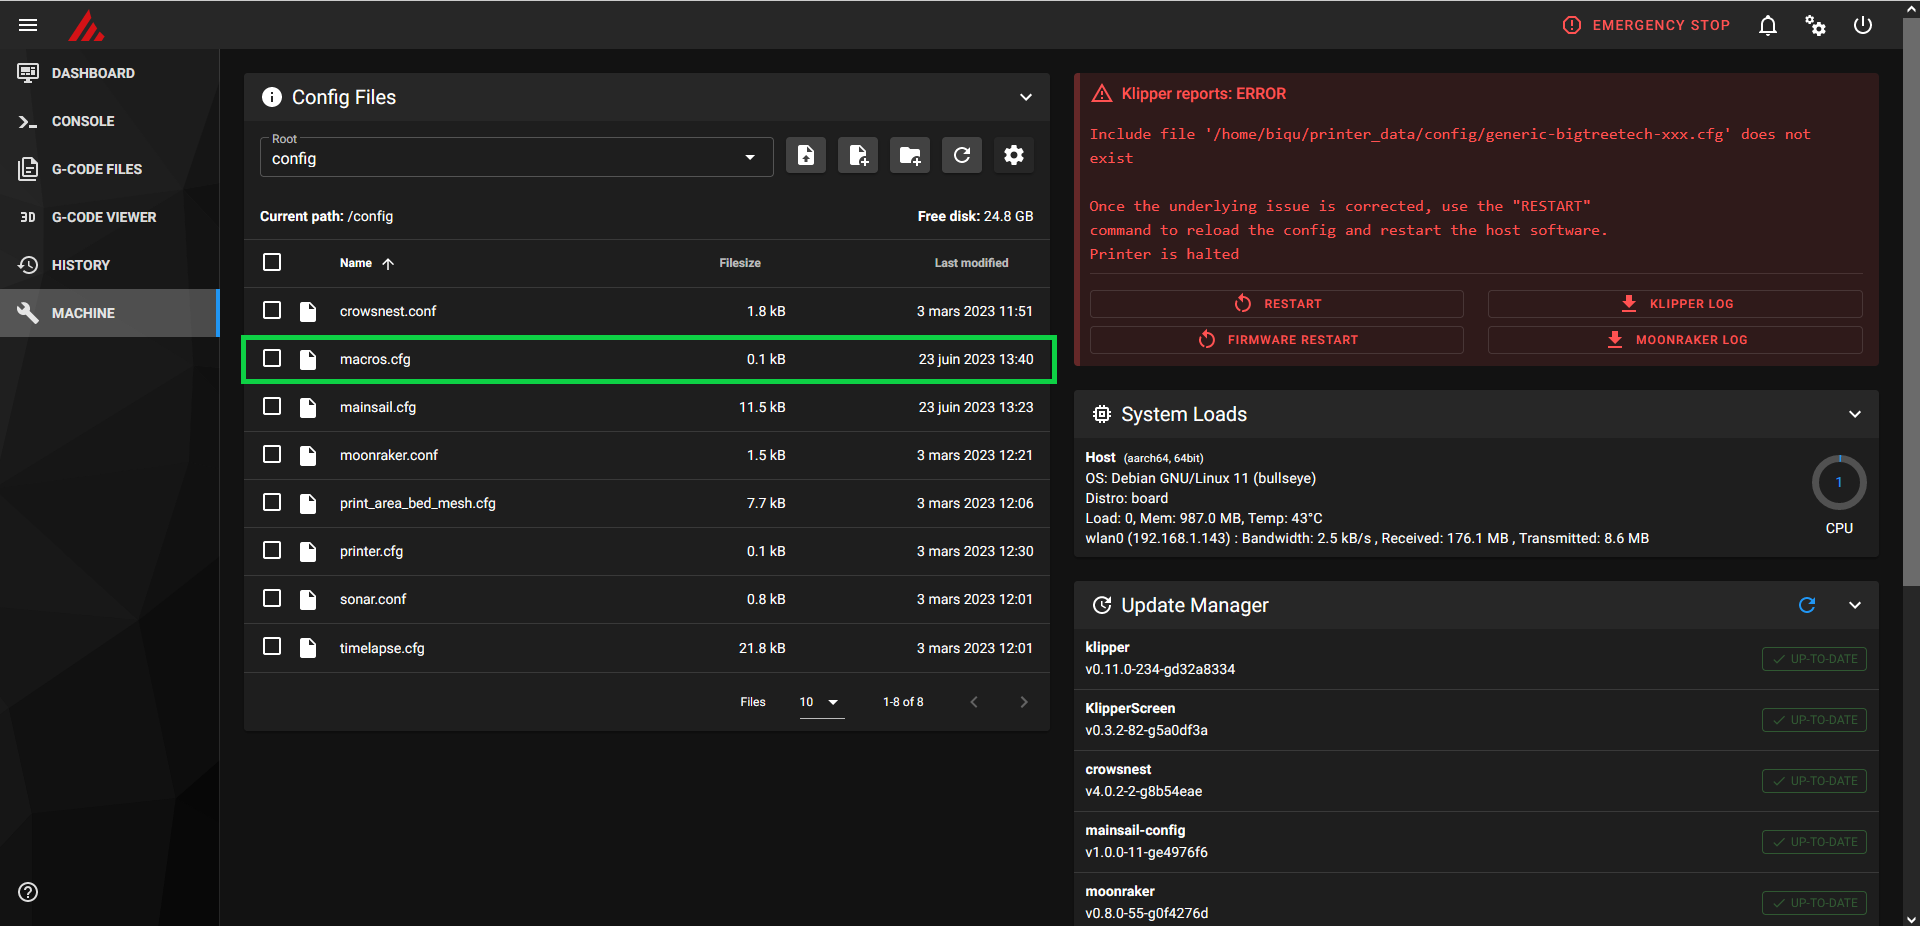 EMERGENCY STOP
DASHBOARD
CONSOLE
G-CODE FILES
3D G-CODE VIEWER
HISTORY
MACHINE
Config Files
Root
config
Current path: /config
Free disk: 24.8 GB
Name Filesize Last modified
crowsnest.conf 1.8 kB 3 mars 2023 11:51
macros.cfg 0.1 kB 23 juin 2023 13:40
mainsail.cfg 11.5 kB 23 juin 2023 13:23
moonraker.conf 1.5 kB 3 mars 2023 12:21
print_area_bed_mesh.cfg 7.7 kB 3 mars 2023 12:06
printer.cfg 0.1 kB 3 mars 2023 12:30
sonar.conf 0.8 kB 3 mars 2023 12:01
timelapse.cfg 21.8 kB 3 mars 2023 12:01
Files 10 1-8 of 8
Klipper reports: ERROR
Include file '/home/biqu/printer_data/config/generic-bigtreetech-xxx.cfg' does not
exist
Once the underlying issue is corrected, use the "RESTART"
command to reload the config and restart the host software.
Printer is halted
RESTART KLIPPER LOG
FIRMWARE RESTART MOONRAKER LOG
System Loads
Host (aarch64, 64bit)
OS: Debian GNU/Linux 11 (bullseye)
Distro: board
Load: 0, Mem: 987.0 MB, Temp: 43°C
wlan0 (192.168.1.143) : Bandwidth: 2.5 kB/s , Received: 176.1 MB , Transmitted: 8.6 MB
1
CPU
Update Manager
klipper
v0.11.0-234-gd32a8334
UP-TO-DATE
KlipperScreen
v0.3.2-82-g5a0df3a
UP-TO-DATE
crowsnest
v4.0.2-2-g8b54eae
UP-TO-DATE
mainsail-config
v1.0.0-11-ge4976f6
UP-TO-DATE
moonraker
v0.8.0-55-g0f4276d
UP-TO-DATE